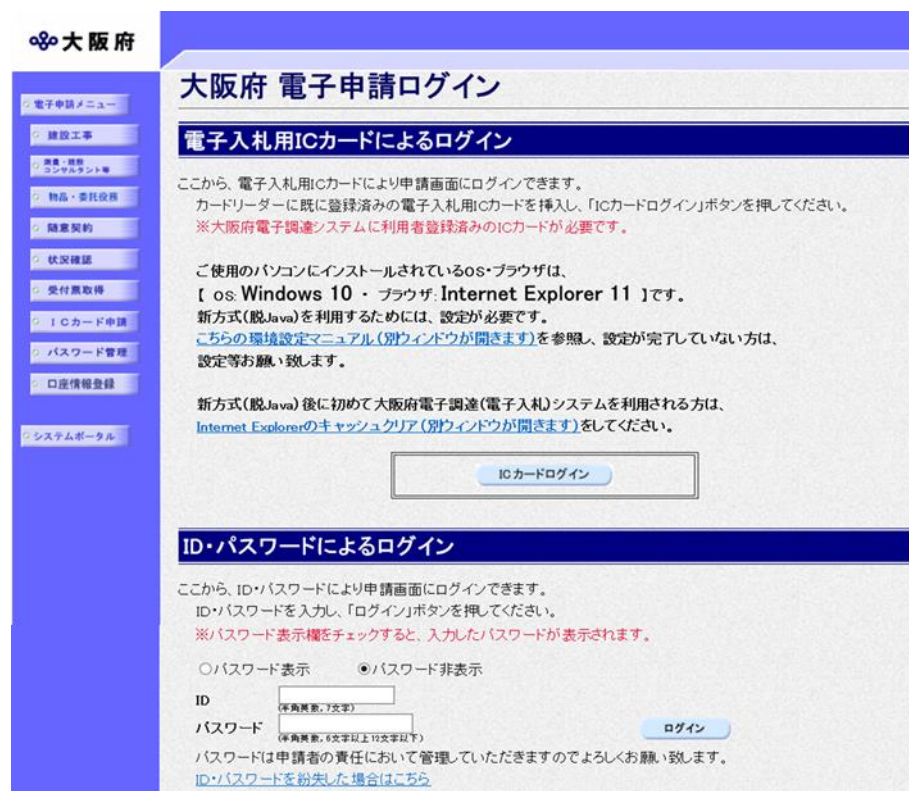 大阪府
電子申請メニュー
建設工事
測量・建設
コンサルタント等
物品・委託役務
随意契約
状況確認
受付票取得
ICカード申請
パスワード管理
口座情報登録
システムポータル
大阪府 電子申請ログイン
電子入札用ICカードによるログイン
ここから、電子入札用ICカードにより申請画面にログインできます。
カードリーダーに既に登録済みの電子入札用ICカードを挿入し、「ICカードログイン」ボタンを押してください。
※大阪府電子調達システムに利用者登録済みのICカードが必要です。
ご使用のパソコンにインストールされているOS・ブラウザは、
【 OS: Windows 10 ・ ブラウザ: Internet Explorer 11 】です。
新方式(脱Java)を利用するためには、設定が必要です。
こちらの環境設定マニュアル(別ウィンドウが開きます)を参照し、設定が完了していない方は、
設定等お願い致します。
新方式(脱Java)後に初めて大阪府電子調達(電子入札)システムを利用される方は、
Internet Explorerのキャッシュクリア(別ウィンドウが開きます)をしてください。
ICカードログイン
ID・パスワードによるログイン
ここから、ID・パスワードにより申請画面にログインできます。
ID・パスワードを入力し、「ログイン」ボタンを押してください。
※パスワード表示欄をチェックすると、入力したパスワードが表示されます。
○パスワード表示 ◉パスワード非表示
ID
(半角英数、7文字)
パスワード
(半角英数、6文字以上12文字以下)
ログイン
パスワードは申請者の責任において管理していただきますのでよろしくお願い致します。
ID・パスワードを紛失した場合はこちら